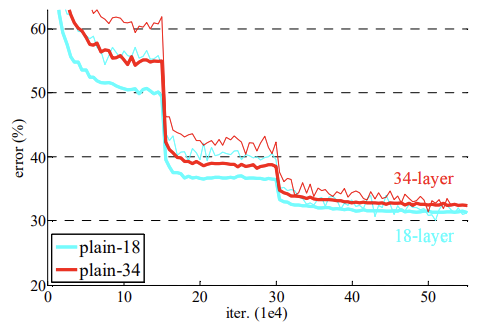 60
50
40
30
20
error (%)
34-layer
18-layer
plain-18
plain-34
0
10
20
30
40
50
iter. (1e4)